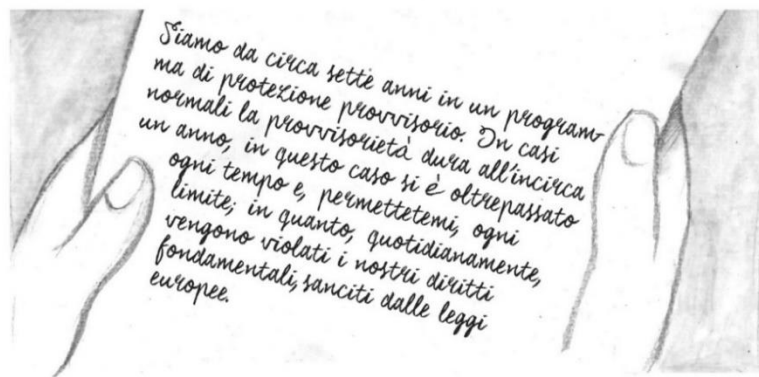 Siamo da circa sette anni in un program-
ma di protezione provvisorio. In casi
normali la provvisorietà dura all'incirca
un anno, in questo caso si è oltrepassato
ogni tempo e, permettetemi, ogni
limite; in quanto, quotidianamente,
vengono violati i nostri diritti
fondamentali, sanciti dalle leggi
europee.